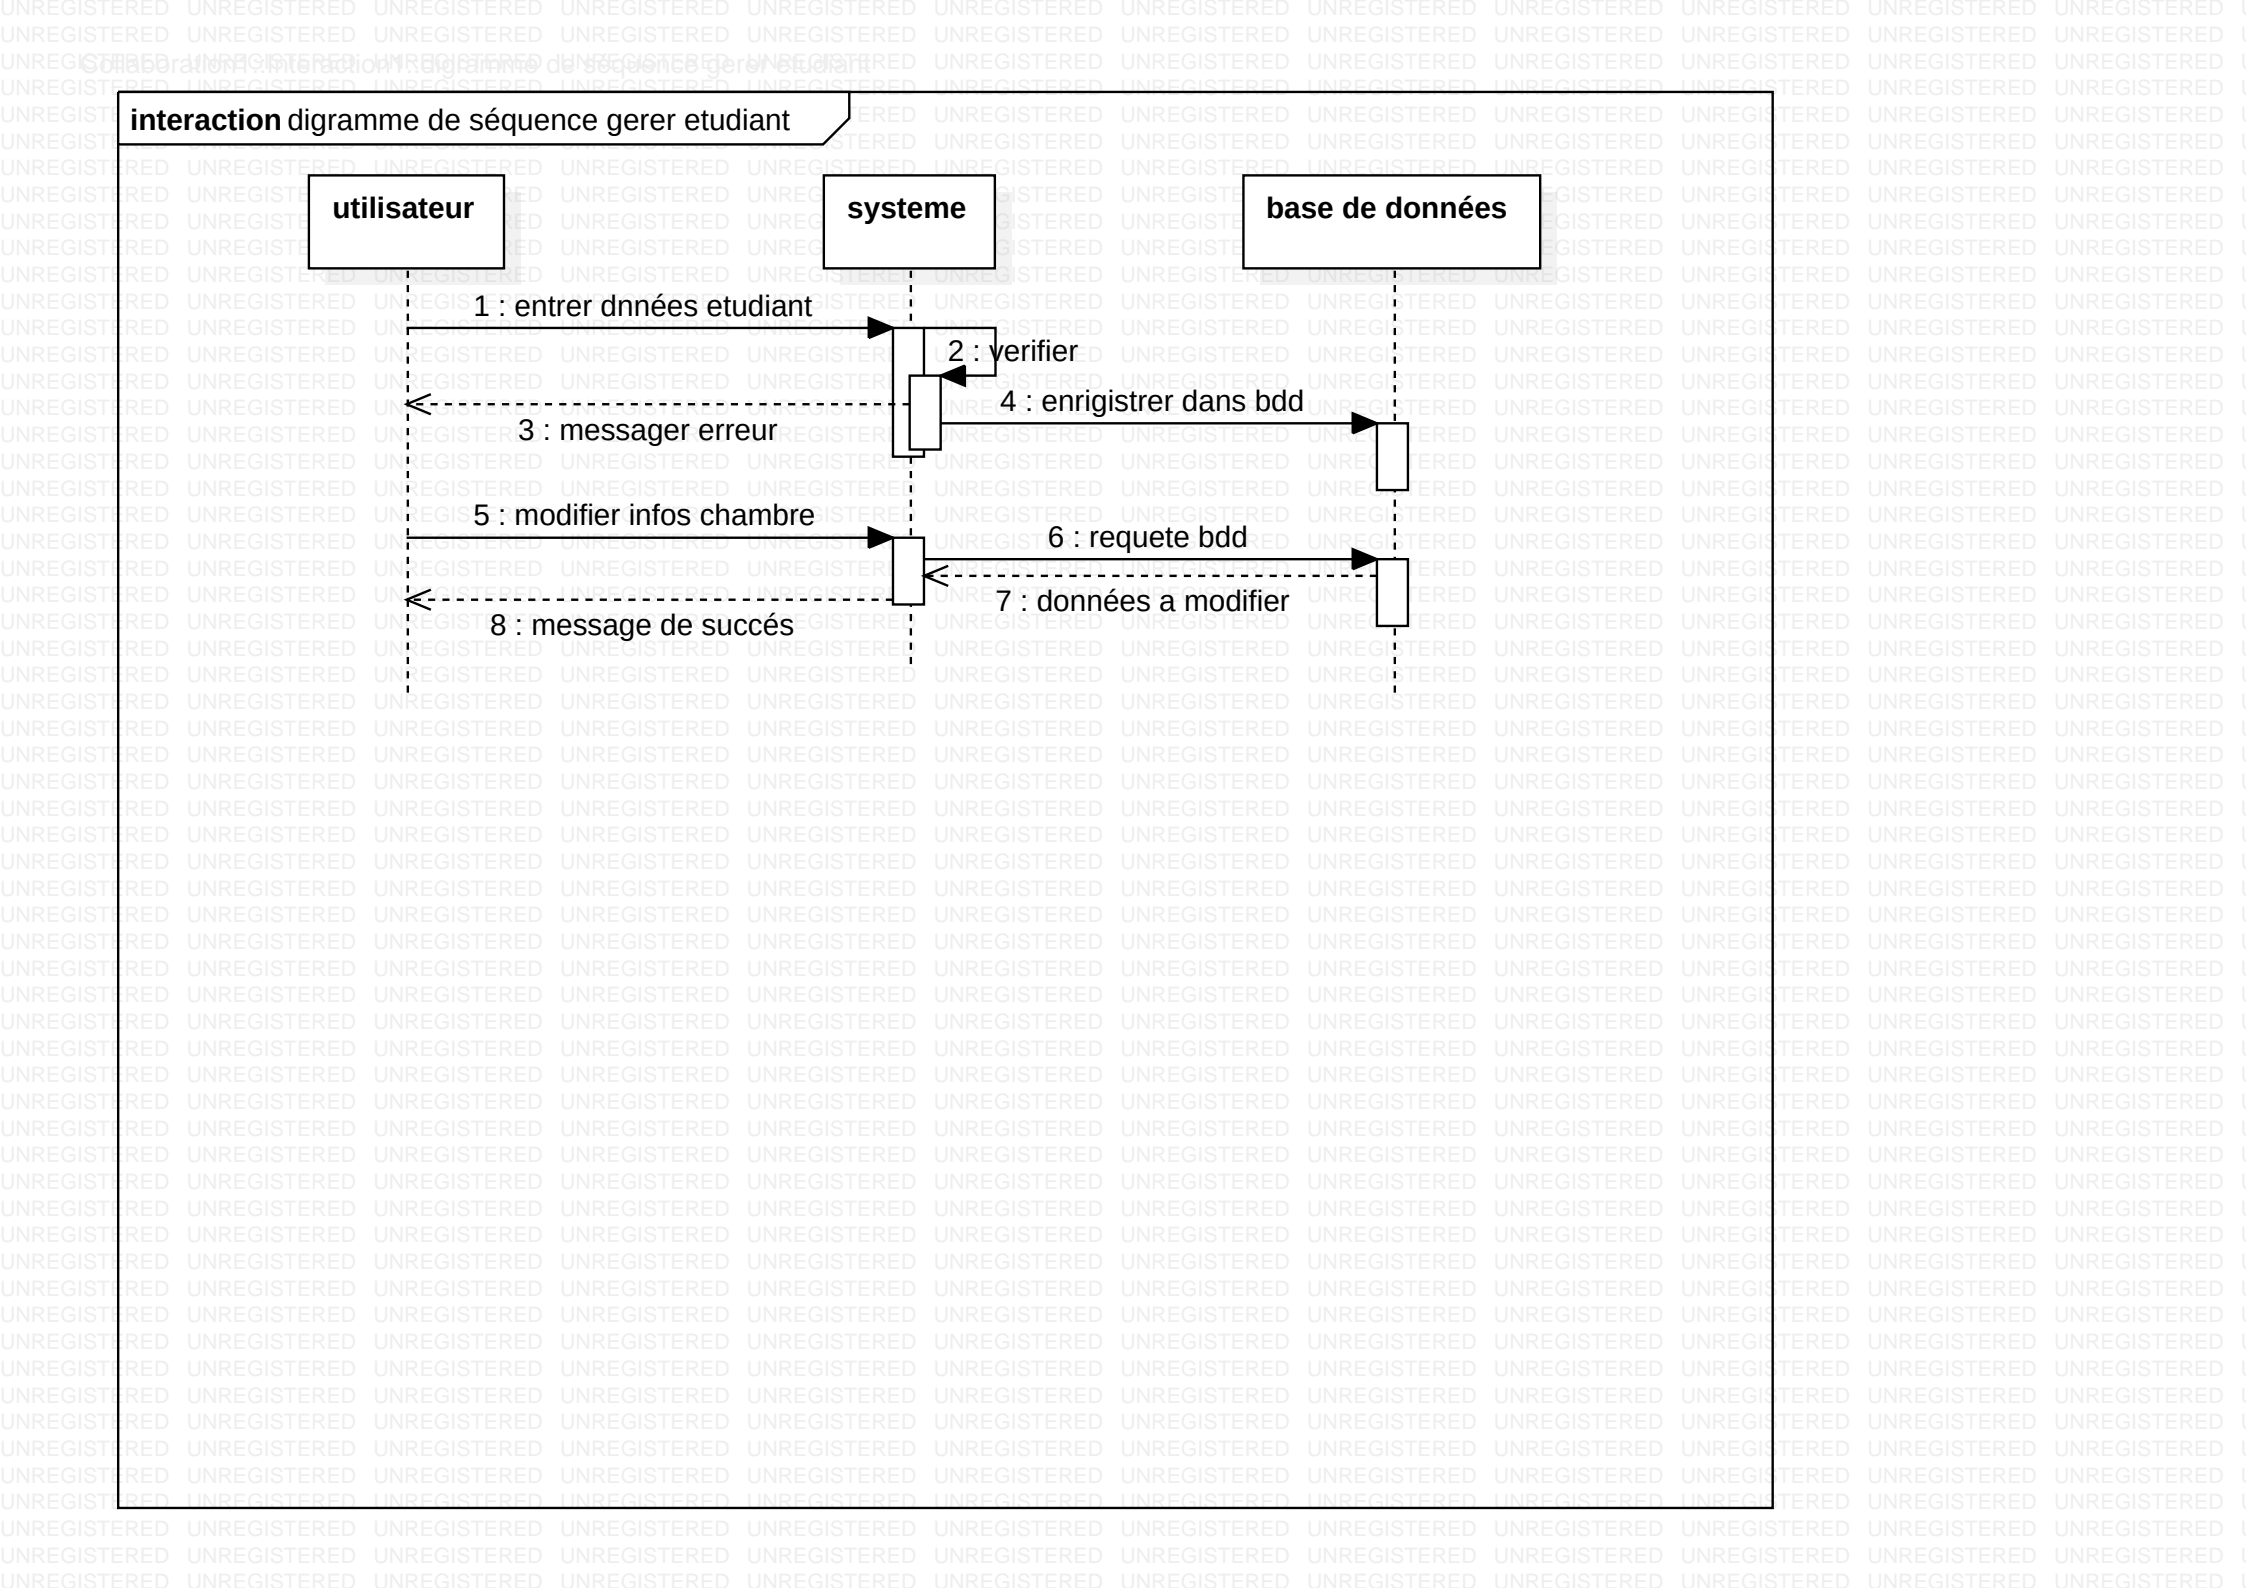 Collaboration1::Interaction1::digramme de séquence gerer etudiant
interaction digramme de séquence gerer etudiant
utilisateur
systeme
base de données
1 : entrer dnnées etudiant
2 : verifier
4 : enrigistrer dans bdd
3 : messager erreur
5 : modifier infos chambre
6 : requete bdd
7 : données a modifier
8 : message de succés
UNREGISTERED